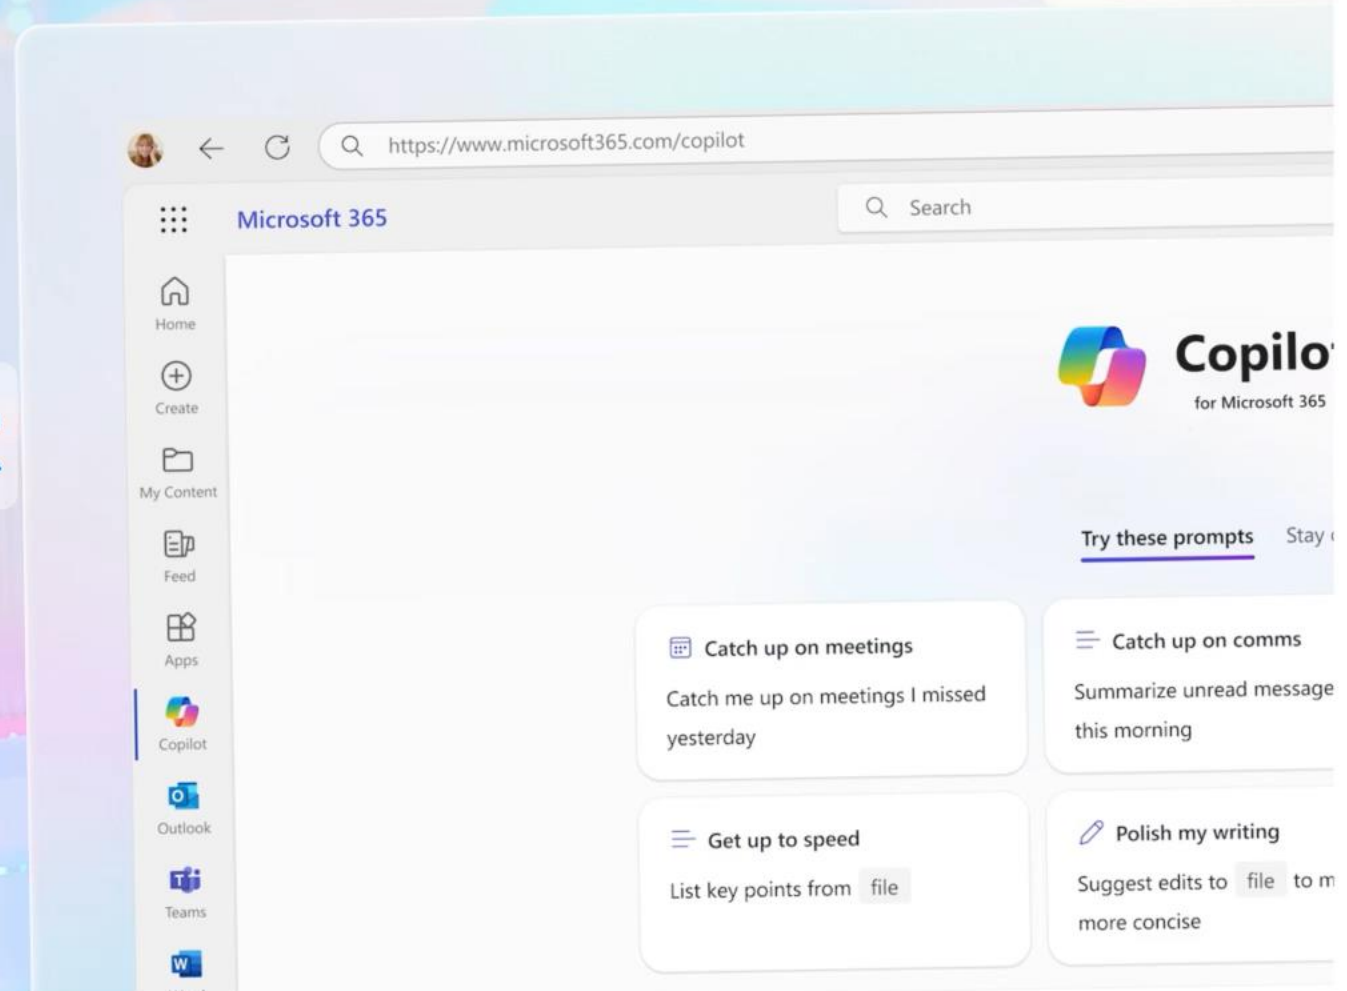 https://www.microsoft365.com/copilot
Microsoft 365
Search
Home
Create
My Content
Feed
Apps
Copilot
Outlook
Teams
for Microsoft 365
Try these prompts
Stay
Catch up on meetings
Catch me up on meetings I missed
yesterday
Catch up on comms
Summarize unread message
this morning
Get up to speed
List key points from file
Polish my writing
Suggest edits to file to m
more concise